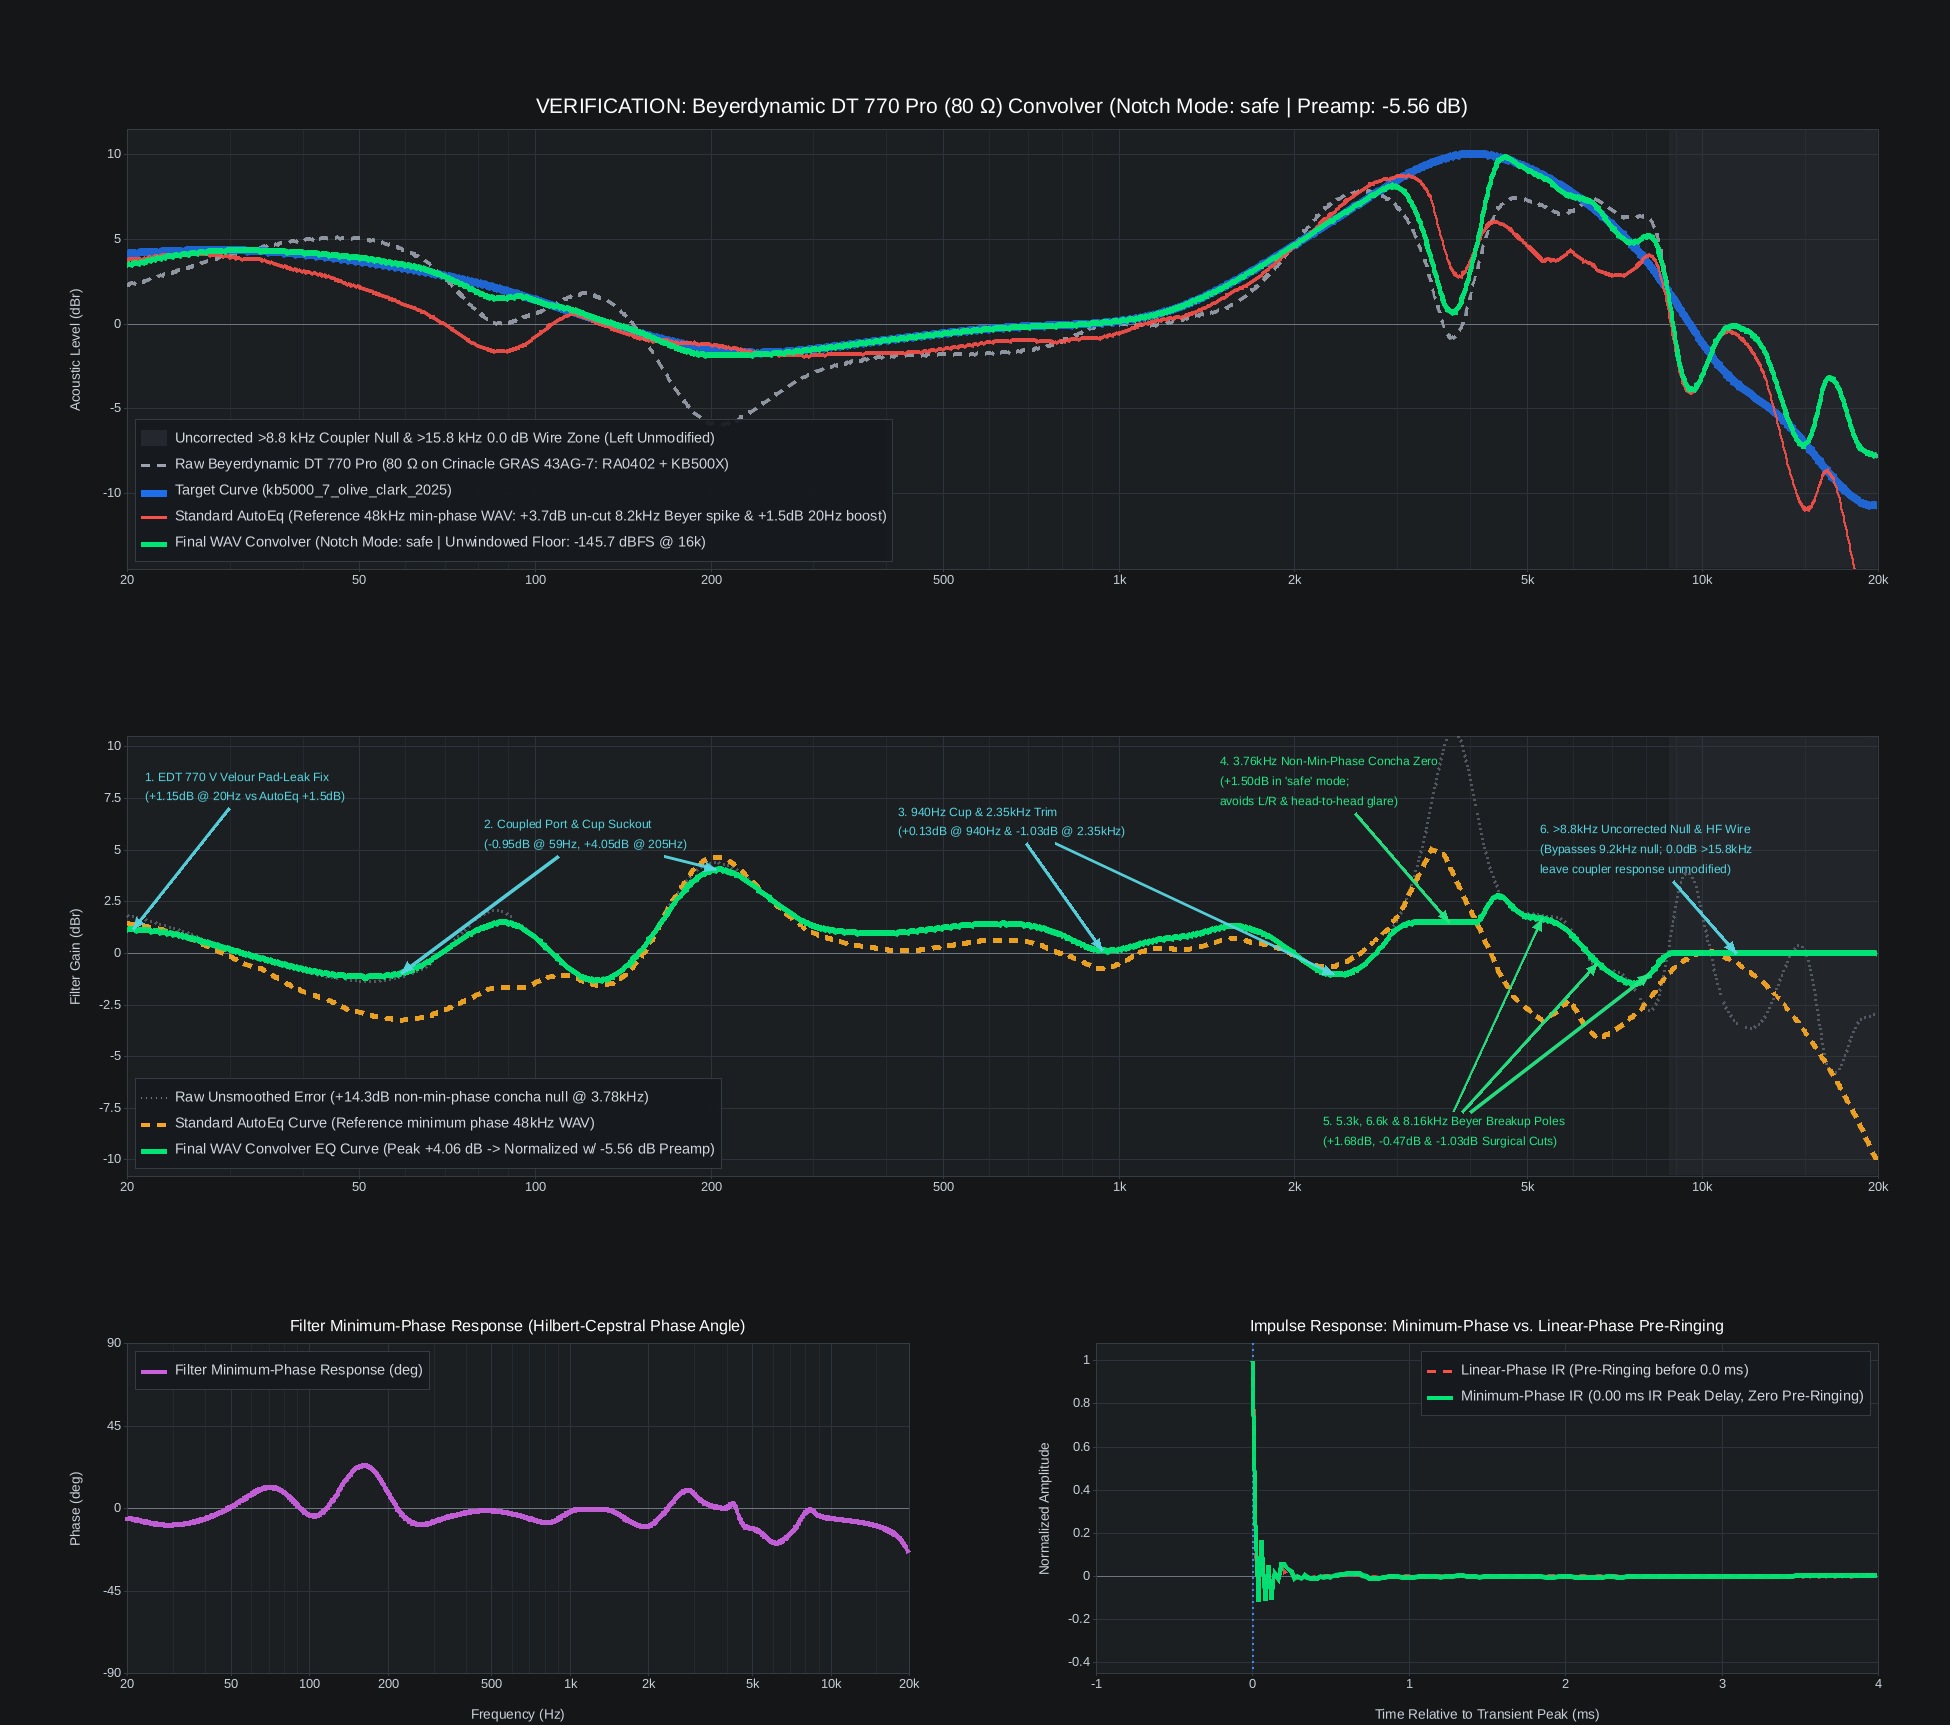 VERIFICATION: Beyerdynamic DT 770 Pro (80 Ω) Convolver (Notch Mode: safe | Preamp: -5.56 dB)
10
5
0
-5
-10
Acoustic Level (dBr)
Uncorrected >8.8 kHz Coupler Null & >15.8 kHz 0.0 dB Wire Zone (Left Unmodified)
Raw Beyerdynamic DT 770 Pro (80 Ω on Crinacle GRAS 43AG-7: RA0402 + KB500X)
Target Curve (kb5000_7_olive_clark_2025)
Standard AutoEq (Reference 48kHz min-phase WAV: +3.7dB un-cut 8.2kHz Beyer spike & +1.5dB 20Hz boost)
Final WAV Convolver (Notch Mode: safe | Unwindowed Floor: -145.7 dBFS @ 16k)
20 50 100 200 500 1k 2k 5k 10k 20k
10
7.5
5
2.5
0
-2.5
-5
-7.5
-10
Filter Gain (dBr)
1. EDT 770 V Velour Pad-Leak Fix
(+1.15dB @ 20Hz vs AutoEq +1.5dB)
2. Coupled Port & Cup Suckout
(-0.95dB @ 59Hz, +4.05dB @ 205Hz)
3. 940Hz Cup & 2.35kHz Trim
(+0.13dB @ 940Hz & -1.03dB @ 2.35kHz)
4. 3.76kHz Non-Min-Phase Concha Zero
(+1.50dB in 'safe' mode;
avoids L/R & head-to-head glare)
6. >8.8kHz Uncorrected Null & HF Wire
(Bypasses 9.2kHz null; 0.0dB >15.8kHz
leave coupler response unmodified)
5. 5.3k, 6.6k & 8.16kHz Beyer Breakup Poles
(+1.68dB, -0.47dB & -1.03dB Surgical Cuts)
Raw Unsmoothed Error (+14.3dB non-min-phase concha null @ 3.78kHz)
Standard AutoEq Curve (Reference minimum phase 48kHz WAV)
Final WAV Convolver EQ Curve (Peak +4.06 dB -> Normalized w/ -5.56 dB Preamp)
20 50 100 200 500 1k 2k 5k 10k 20k
Filter Minimum-Phase Response (Hilbert-Cepstral Phase Angle)
90
45
0
-45
-90
Phase (deg)
Filter Minimum-Phase Response (deg)
20 50 100 200 500 1k 2k 5k 10k 20k
Frequency (Hz)
Impulse Response: Minimum-Phase vs. Linear-Phase Pre-Ringing
1
0.8
0.6
0.4
0.2
0
-0.2
-0.4
Normalized Amplitude
Linear-Phase IR (Pre-Ringing before 0.0 ms)
Minimum-Phase IR (0.00 ms IR Peak Delay, Zero Pre-Ringing)
-1 0 1 2 3 4
Time Relative to Transient Peak (ms)